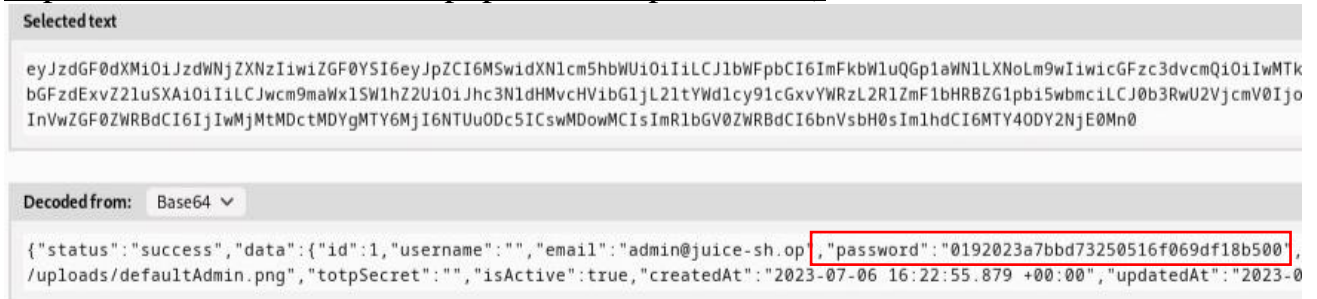 Selected text
eyJzdGF0dXMiOiJzdWNjZXNzIiwiZGF0YSI6eyJpZCI6MSwidXNlcm5hbWUiOiIiLCJlbWFpbCI6ImFkbWluQGp1aWNlLXNoLm9wIiwicGFzc3dvcmQiOiIwMTk
bGFzdExvZ2luSXAiOiIiLCJwcm9maWxlSW1hZ2UiOiJhc3NldHMvcHVibGljL2ltYWdlcy91cGxvYWRzL2RlZmF1bHRBZG1pbi5wbmciLCJ0b3RwU2VjcmV0Ijo
InVwZGF0ZWRBdCI6IjIwMjMtMDctMDYgMTY6MjI6NTUuODc5ICswMDowMCIsImRlbGV0ZWRBdCI6bnVsbH0sImlhdCI6MTY4ODY2NjE0Mn0
Decoded from: Base64
{"status":"success","data":{"id":1,"username":"","email":"admin@juice-sh.op","password":"0192023a7bbd73250516f069df18b500",
/uploads/defaultAdmin.png","totpSecret":"","isActive":true,"createdAt":"2023-07-06 16:22:55.879 +00:00","updatedAt":"2023-0